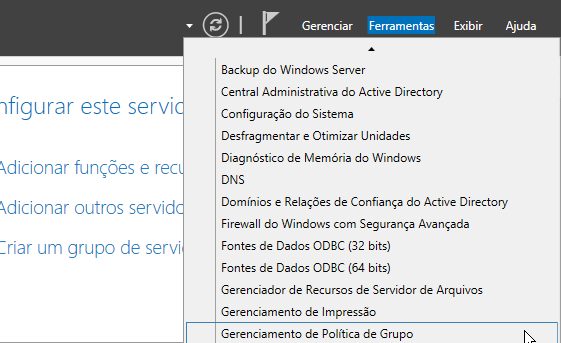 Gerenciar Ferramentas Exibir Ajuda
nfigurar este servid
Adicionar funções e recu
Adicionar outros servido
Criar um grupo de servi
Backup do Windows Server
Central Administrativa do Active Directory
Configuração do Sistema
Desfragmentar e Otimizar Unidades
Diagnóstico de Memória do Windows
DNS
Domínios e Relações de Confiança do Active Directory
Firewall do Windows com Segurança Avançada
Fontes de Dados ODBC (32 bits)
Fontes de Dados ODBC (64 bits)
Gerenciador de Recursos de Servidor de Arquivos
Gerenciamento de Impressão
Gerenciamento de Política de Grupo